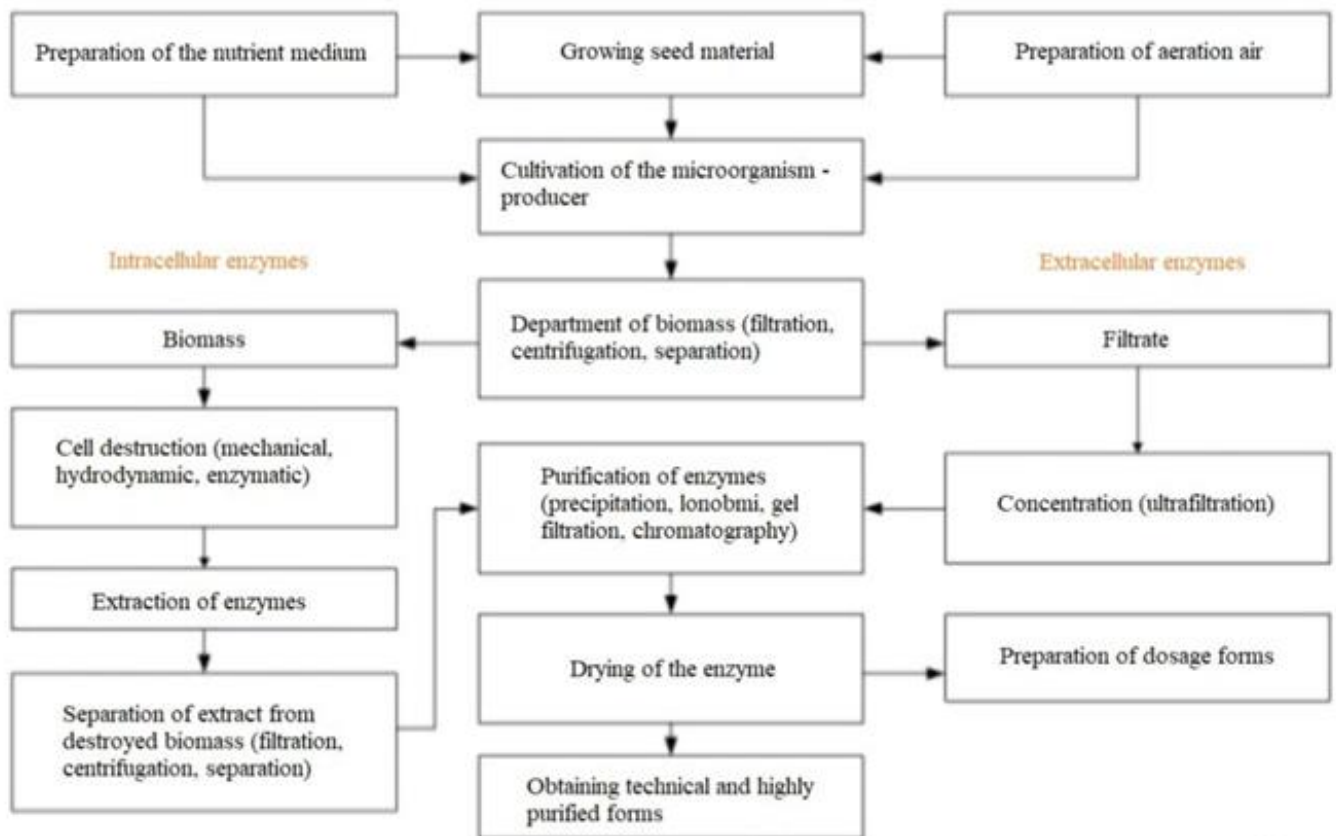 Preparation of the nutrient medium
Growing seed material
Preparation of aeration air
Cultivation of the microorganism -
producer
Intracellular enzymes
Extracellular enzymes
Biomass
Department of biomass (filtration,
centrifugation, separation)
Filtrate
Cell destruction (mechanical,
hydrodynamic, enzymatic)
Purification of enzymes
(precipitation, lonobmi, gel
filtration, chromatography)
Concentration (ultrafiltration)
Extraction of enzymes
Drying of the enzyme
Preparation of dosage forms
Separation of extract from
destroyed biomass (filtration,
centrifugation, separation)
Obtaining technical and highly
purified forms